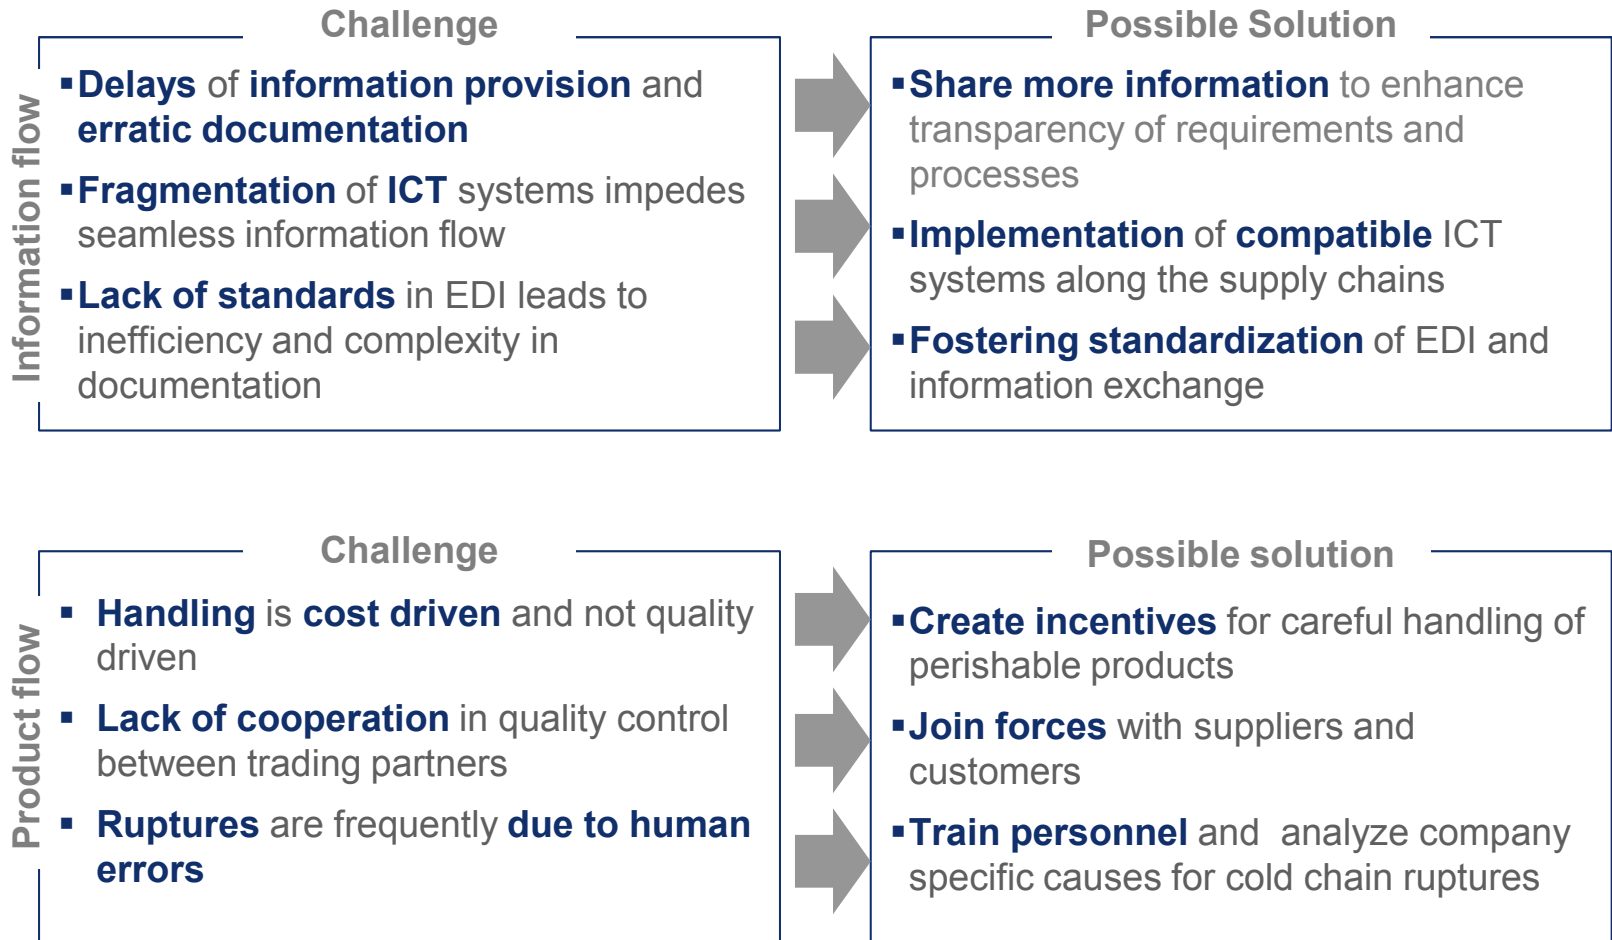 Challenge
Information flow
▪Delays of information provision and
erratic documentation
▪Fragmentation of ICT systems impedes
seamless information flow
▪Lack of standards in EDI leads to
inefficiency and complexity in
documentation
Possible Solution
▪Share more information to enhance
transparency of requirements and
processes
▪Implementation of compatible ICT
systems along the supply chains
▪Fostering standardization of EDI and
information exchange
Challenge
Product flow
▪ Handling is cost driven and not quality
driven
▪ Lack of cooperation in quality control
between trading partners
▪ Ruptures are frequently due to human
errors
Possible solution
▪Create incentives for careful handling of
perishable products
▪Join forces with suppliers and
customers
▪Train personnel and  analyze company
specific causes for cold chain ruptures